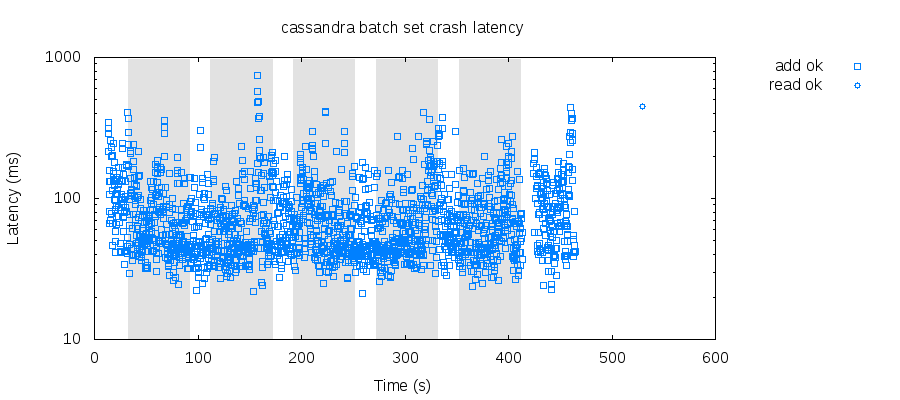 cassandra batch set crash latency
1000
100
10
Latency (ms)
0 100 200 300 400 500 600
Time (s)
add ok
read ok